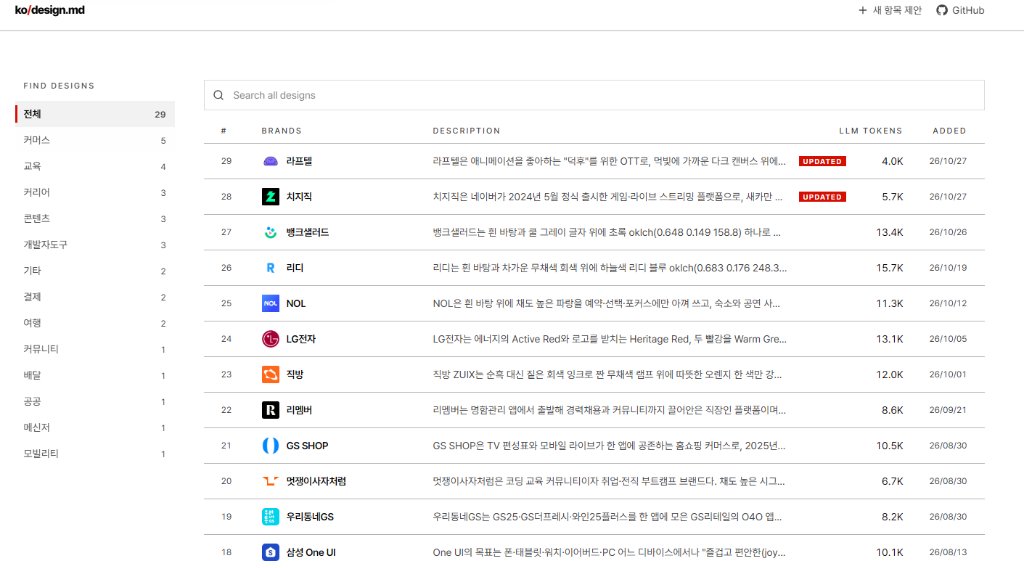 ko/design.md
+ 새 항목 제안 GitHub
FIND DESIGNS
전체 29
커머스 5
교육 4
커리어 3
콘텐츠 3
개발자도구 3
기타 2
결제 2
여행 2
커뮤니티 1
배달 1
공공 1
메신저 1
모빌리티 1
Search all designs
# BRANDS DESCRIPTION LLM TOKENS ADDED
29 라프텔 라프텔은 애니메이션을 좋아하는 "덕후"를 위한 OTT로, 먹빛에 가까운 다크 캔버스 위에... UPDATED 4.0K 26/10/27
28 치지직 치지직은 네이버가 2024년 5월 정식 출시한 게임·라이브 스트리밍 플랫폼으로, 새카만 ... UPDATED 5.7K 26/10/27
27 뱅크샐러드 뱅크샐러드는 흰 바탕과 쿨 그레이 글자 위에 초록 oklch(0.648 0.149 158.8) 하나로 ... 13.4K 26/10/26
26 리디 리디는 흰 바탕과 차가운 무채색 회색 위에 하늘색 리디 블루 oklch(0.683 0.176 248.3... 15.7K 26/10/19
25 NOL NOL NOL은 흰 바탕 위에 채도 높은 파랑을 예약·선택·포커스에만 아껴 쓰고, 숙소와 공연 사... 11.3K 26/10/12
24 LG전자 LG전자는 에너지의 Active Red와 로고를 받치는 Heritage Red, 두 빨강을 Warm Gre... 13.1K 26/10/05
23 직방 직방 ZUIX는 순흑 대신 짙은 회색 잉크로 짠 무채색 램프 위에 따뜻한 오렌지 한 색만 강... 12.0K 26/10/01
22 리멤버 리멤버는 명함관리 앱에서 출발해 경력채용과 커뮤니티까지 끌어안은 직장인 플랫폼이며... 8.6K 26/09/21
21 GS SHOP GS SHOP은 TV 편성표와 모바일 라이브가 한 앱에 공존하는 홈쇼핑 커머스로, 2025년... 10.5K 26/08/30
20 멋쟁이사자처럼 멋쟁이사자처럼은 코딩 교육 커뮤니티이자 취업·전직 부트캠프 브랜드다. 채도 높은 시그... 6.7K 26/08/30
19 우리동네GS 우리동네GS는 GS25·GS더프레시·와인25플러스를 한 앱에 모은 GS리테일의 O4O 앱... 8.2K 26/08/30
18 삼성 One UI One UI의 목표는 폰·태블릿·워치·이어버드·PC 어느 디바이스에서나 "즐겁고 편안한(joy... 10.1K 26/08/13